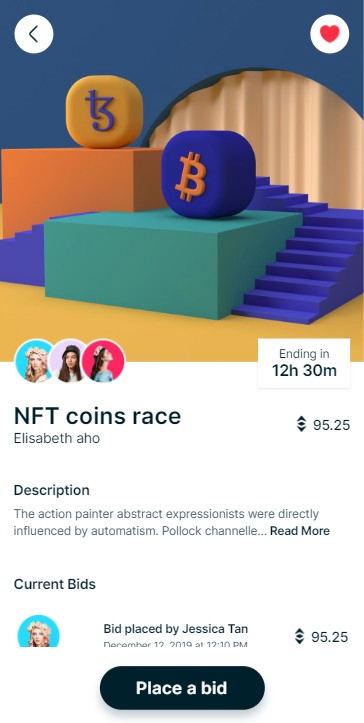 Ending in
12h 30m
NFT coins race
95.25
Elisabeth aho
Description
The action painter abstract expressionists were directly
influenced by automatism. Pollock channelle... Read More
Current Bids
Bid placed by Jessica Tan
95.25
December 12, 2019 at 12:10 PM
Place a bid